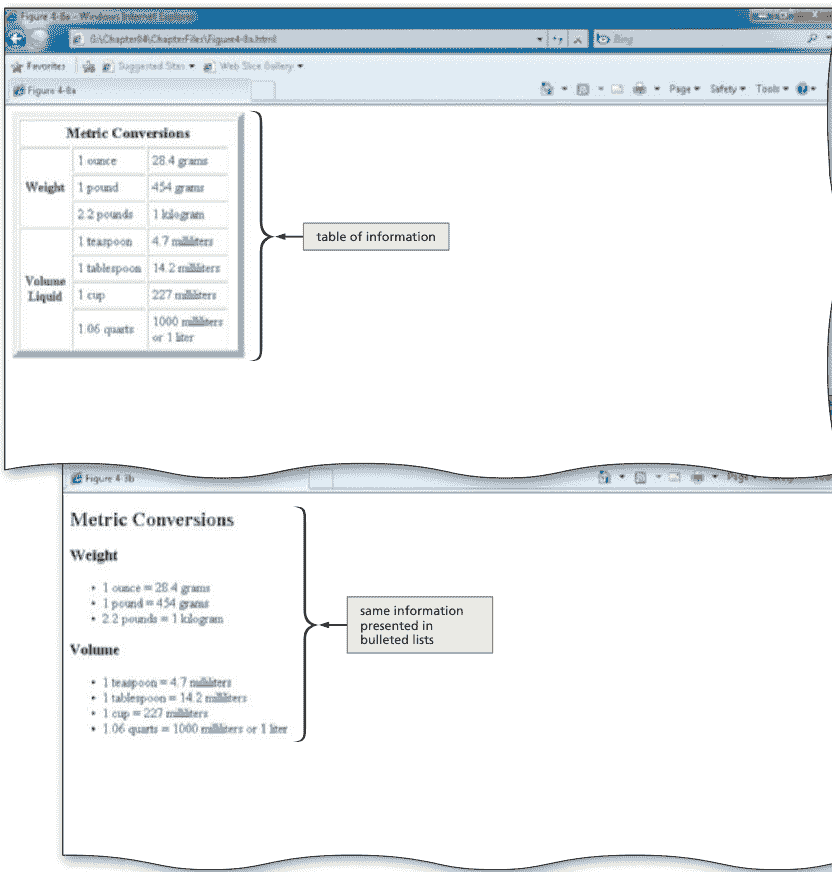 Figure 4-8a - Windows Internet Explorer
G:\Chapter04\ChapterFiles\Figure4-8a.html
Bing
Favorites Suggested Sites Web Slice Gallery
Figure 4-8a
Page Safety Tools
Metric Conversions
Weight
1 ounce 28.4 grams
1 pound 454 grams
2.2 pounds 1 kilogram
Volume
Liquid
1 teaspoon 4.7 milliliters
1 tablespoon 14.2 milliliters
1 cup 227 milliliters
1.06 quarts 1000 milliliters
or 1 liter
table of information
Figure 4-8b
Page
Metric Conversions
Weight
• 1 ounce = 28.4 grams
• 1 pound = 454 grams
• 2.2 pounds = 1 kilogram
Volume
• 1 teaspoon = 4.7 milliliters
• 1 tablespoon = 14.2 milliliters
• 1 cup = 227 milliliters
• 1.06 quarts = 1000 milliliters or 1 liter
same information
presented in
bulleted lists